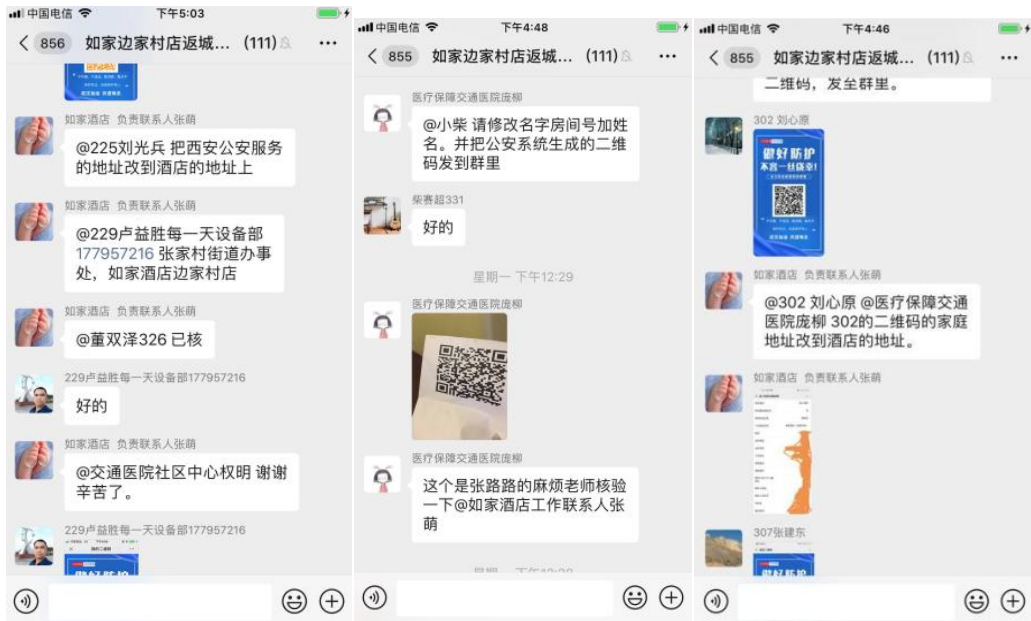 中国电信
下午5:03
856
如家边家村店返城... (111)
如家酒店 负责联系人张萌
@225刘光兵 把西安公安服务
的地址改到酒店的地址上
如家酒店 负责联系人张萌
@229卢益胜每一天设备部
177957216 张家村街道办事
处，如家酒店边家村店
如家酒店 负责联系人张萌
@董双泽326 已核
229卢益胜每一天设备部177957216
好的
如家酒店 负责联系人张萌
@交通医院社区中心权明 谢谢
辛苦了。
229卢益胜每一天设备部177957216
做好防护
中国电信
下午4:48
855
如家边家村店返城... (111)
医疗保障交通医院庞柳
@小柴 请修改名字房间号加姓
名。并把公安系统生成的二维
码发到群里
柴赛超331
好的
星期一 下午12:29
医疗保障交通医院庞柳
医疗保障交通医院庞柳
这个是张路路的麻烦老师核验
一下@如家酒店工作联系人张
萌
中国电信
下午4:46
855
如家边家村店返城... (111)
二维码，发至群里。
302 刘心原
做好防护
不容一丝侥幸！
如家酒店 负责联系人张萌
@302 刘心原 @医疗保障交通
医院庞柳 302的二维码的家庭
地址改到酒店的地址。
如家酒店 负责联系人张萌
307张建东
做好防护